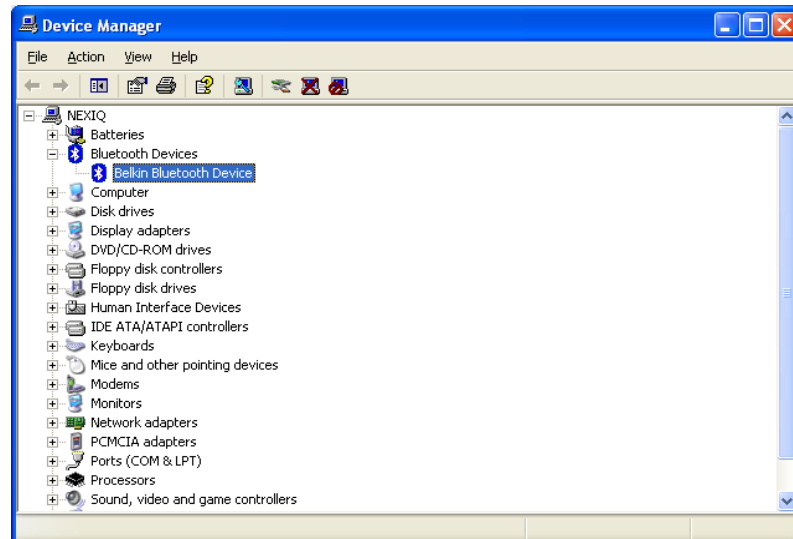 Device Manager
File Action View Help
NEXIQ
Batteries
Bluetooth Devices
Belkin Bluetooth Device
Computer
Disk drives
Display adapters
DVD/CD-ROM drives
Floppy disk controllers
Floppy disk drives
Human Interface Devices
IDE ATA/ATAPI controllers
Keyboards
Mice and other pointing devices
Modems
Monitors
Network adapters
PCMCIA adapters
Ports (COM & LPT)
Processors
Sound, video and game controllers